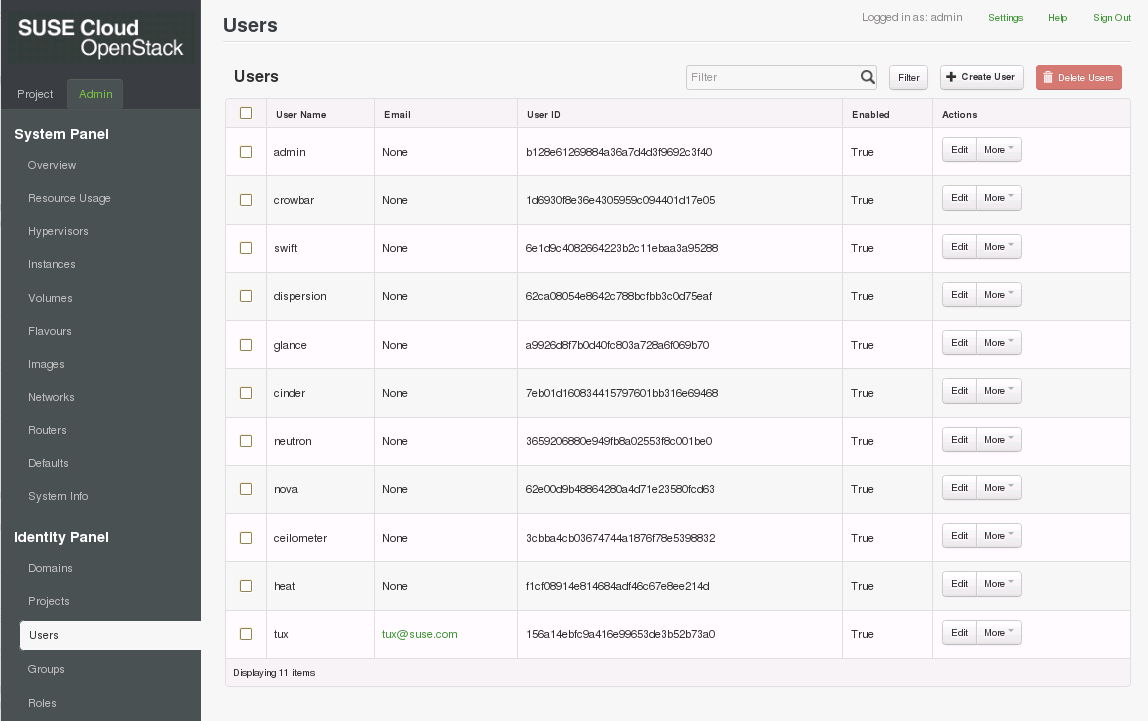 SUSE Cloud
OpenStack
Project Admin
System Panel
Overview
Resource Usage
Hypervisors
Instances
Volumes
Flavours
Images
Networks
Routers
Defaults
System Info
Identity Panel
Domains
Projects
Users
Groups
Roles
Users
Logged in as: admin Settings Help Sign Out
Users
Filter Filter Create User Delete Users
User Name Email User ID Enabled Actions
admin None b128e61269884a36a7d4d3f9692c3f40 True Edit More
crowbar None 1d6930f8e36e4305959c094401d17e05 True Edit More
swift None 6e1d9c4082664223b2c11ebaa3a95288 True Edit More
dispersion None 62ca08054e8642c788bcfbb3c0d75eaf True Edit More
glance None a9926d8f7b0d40fc803a728a6f069b70 True Edit More
cinder None 7eb01d160834415797601bb316e69468 True Edit More
neutron None 3659206880e949fb8a02553f8c001be0 True Edit More
nova None 62e00d9b48864280a4d71e23580fcd63 True Edit More
ceilometer None 3cbba4cb03674744a1876f78e5398832 True Edit More
heat None f1cf08914e814684adf46c67e8ee214d True Edit More
tux tux@suse.com 156a14ebfc9a416e99653de3b52b73a0 True Edit More
Displaying 11 items